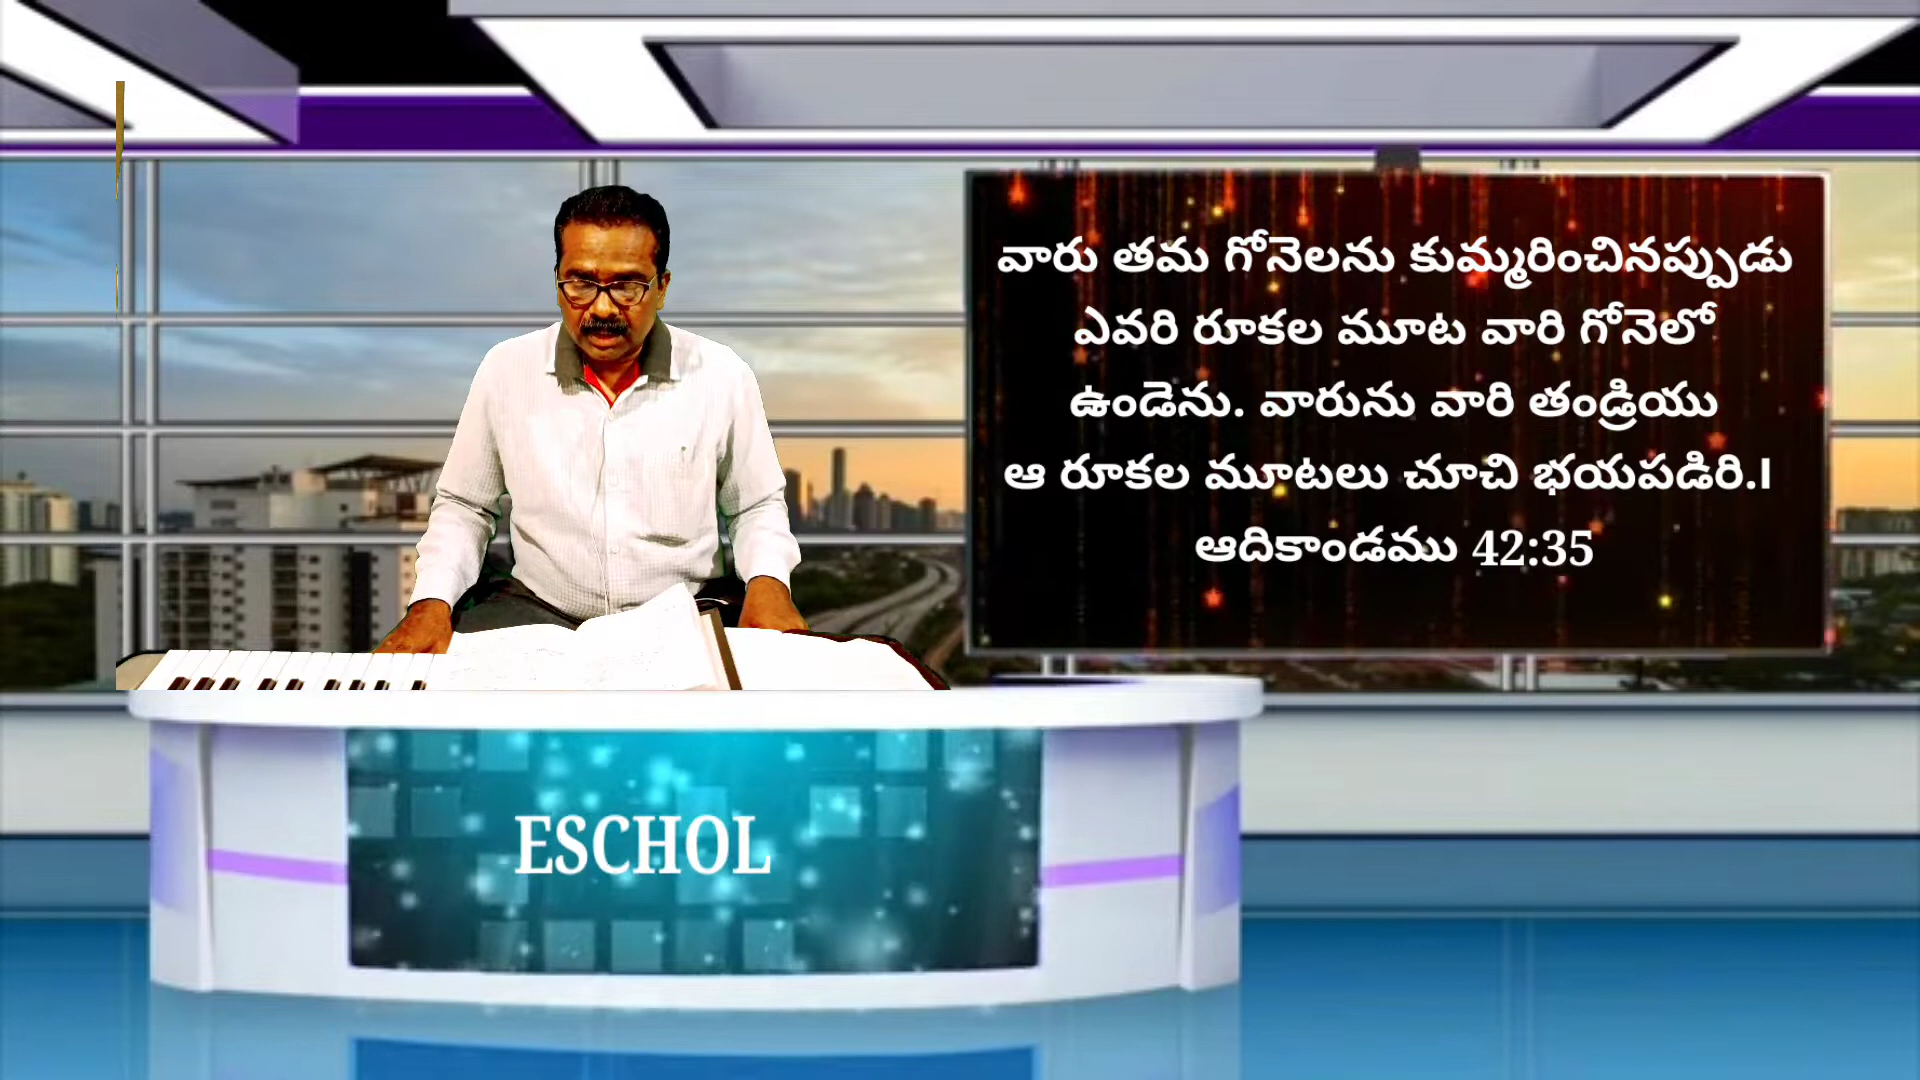 వారు తమ గోనెలను కుమ్మరించినప్పుడు
ఎవరి రూకల మూట వారి గోనెలో
ఉండెను. వారును వారి తండ్రియు
ఆ రూకల మూటలు చూచి భయపడిరి.I
ఆదికాండము 42:35
ESCHOL